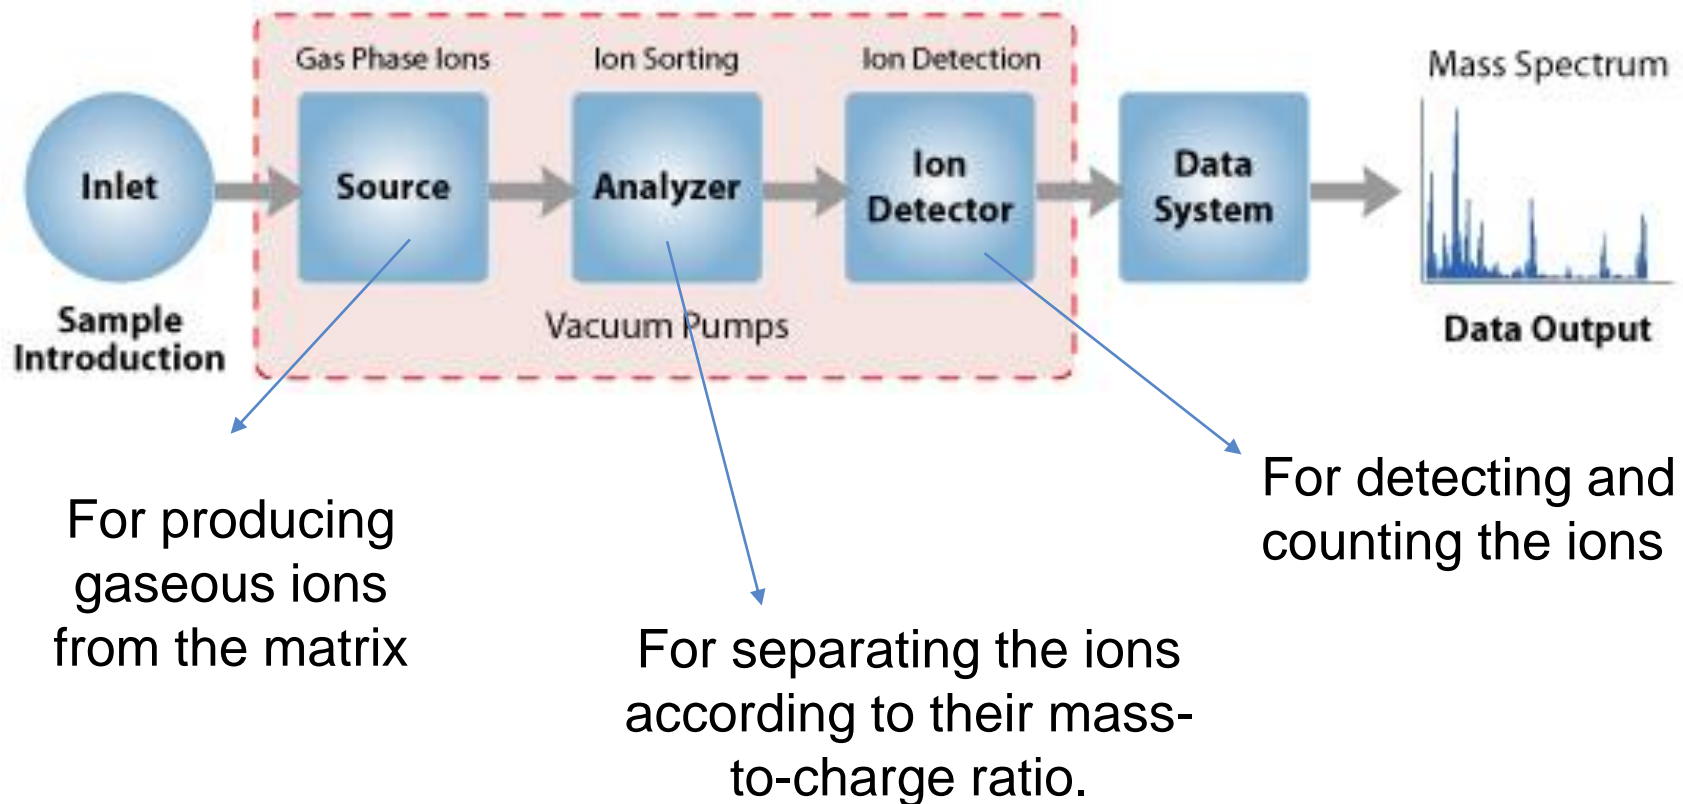 Gas Phase Ions
Ion Sorting
Ion Detection
Mass Spectrum
Inlet
Source
Analyzer
Ion
Detector
Data
System
Sample
Introduction
Vacuum Pumps
Data Output
For producing
gaseous ions
from the matrix
For separating the ions
according to their mass-
to-charge ratio.
For detecting and
counting the ions